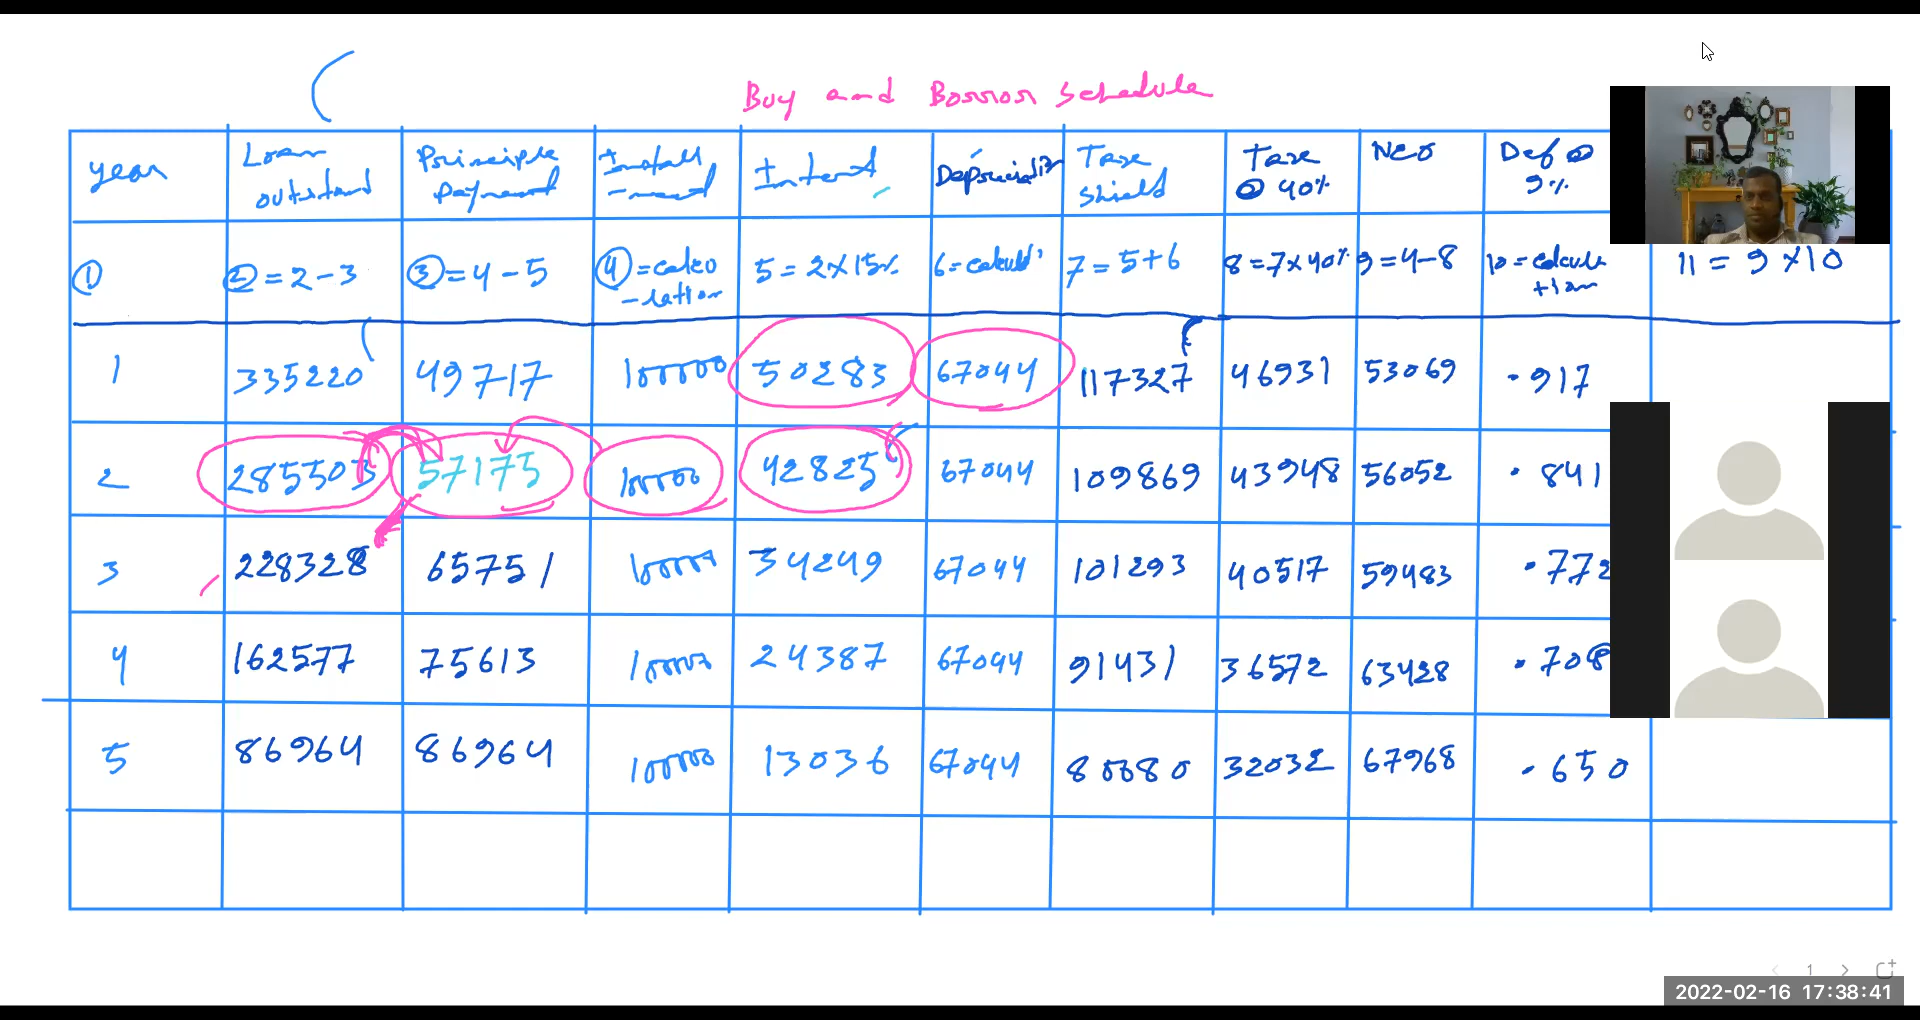 Buy and Borrow Schedule
year Loan outstand Principle Payment Install-ment Interest Depreciation Tax shield Tax @ 40% NCO Def @ 9%
① ② = 2 - 3 ③ = 4 - 5 ④ = calcu-lation 5 = 2 x 15% 6 = 7 = 5 + 6 8 = 7 x 40% 9 = 4 - 8 10 = calculation 11 = 9 x 10
1 335220 49717 100000 50283 67044 117327 46931 53069 .917
2 285503 57175 100000 42825 67044 109869 43948 56052 .841
3 228328 65751 100000 34249 67044 101293 40517 59483 .772
4 162577 75613 100000 24387 67044 91431 36572 63428 .708
5 86964 86964 100000 13036 67044 80080 32032 67968 .650
1
2022-02-16 17:38:41